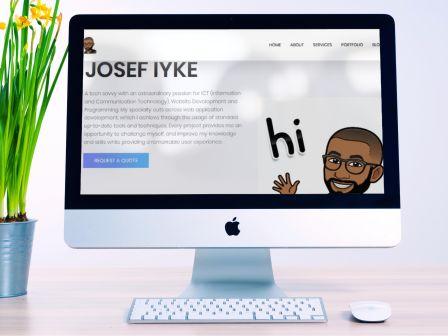 HOME ABOUT SERVICES PORTFOLIO BLO
JOSEF IYKE
A tech savvy with an extraordinary passion for ICT (Information
and Communication Technology), Website Development and
Programming. My specialty cuts across web application
development, which I achieve through the usage of standard,
up-to-date tools and techniques. Every project provides me an
opportunity to challenge myself, and improve my knowledge
and skills while providing a remarkable user experience.
REQUEST A QUOTE
hi